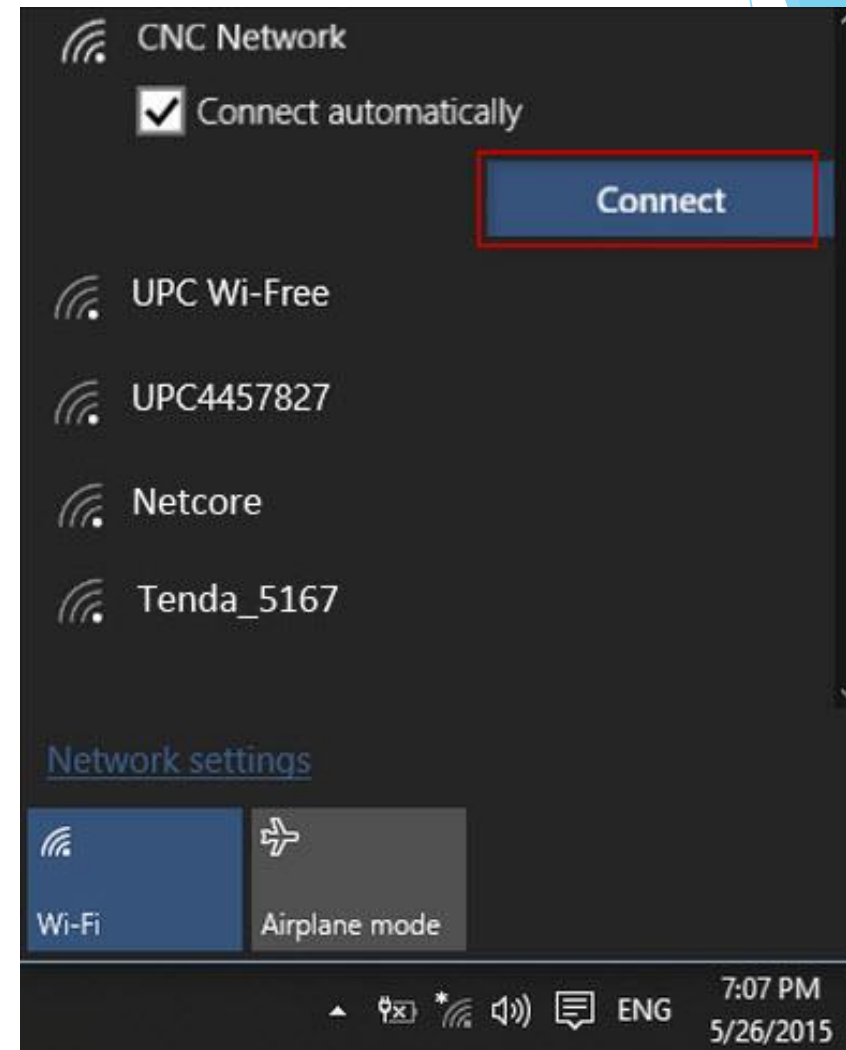 CNC Network
Connect automatically
Connect
UPC Wi-Free
UPC4457827
Netcore
Tenda_5167
Network settings
Wi-Fi
Airplane mode
ENG
7:07 PM
5/26/2015